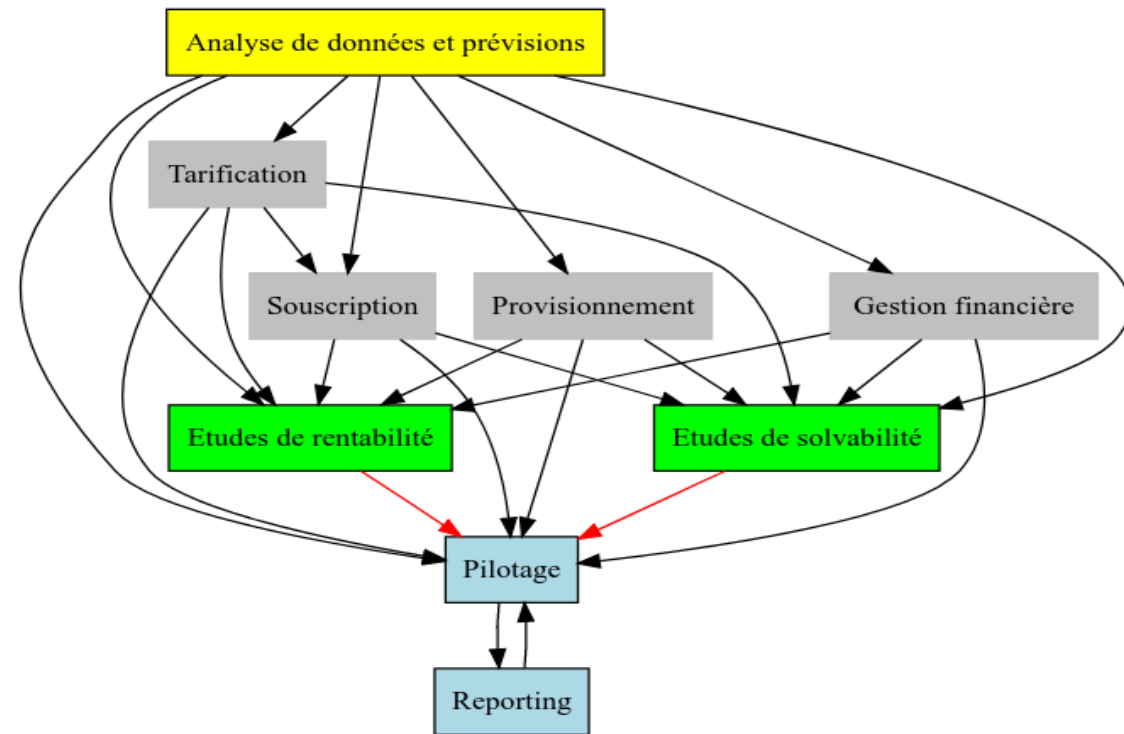 Analyse de données et prévisions
Tarification
Souscription
Provisionnement
Gestion financière
Etudes de rentabilité
Etudes de solvabilité
Pilotage
Reporting